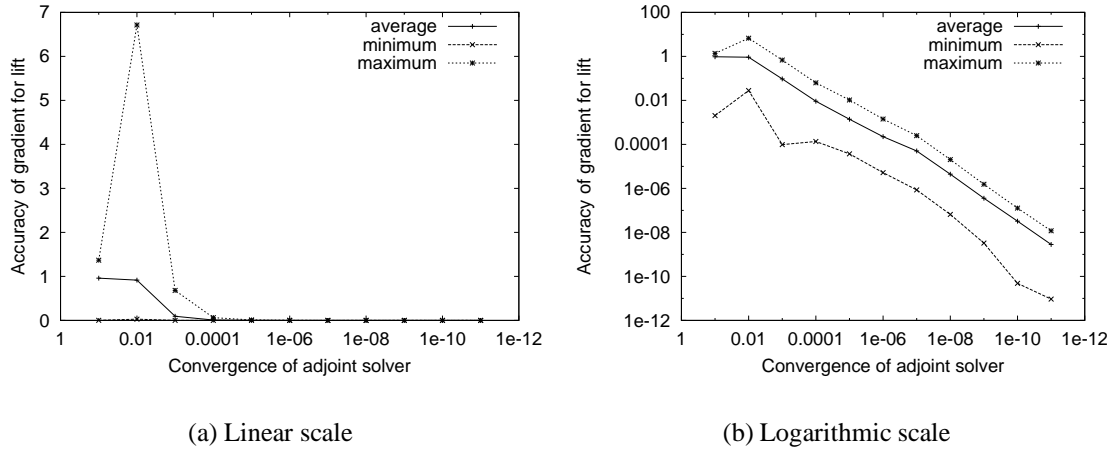 Accuracy of gradient for lift
7
6
5
4
3
2
1
0
average
minimum
maximum
1 0.01 0.0001 1e-06 1e-08 1e-10 1e-12
Convergence of adjoint solver
(a) Linear scale
Accuracy of gradient for lift
100
1
0.01
0.0001
1e-06
1e-08
1e-10
1e-12
average
minimum
maximum
1 0.01 0.0001 1e-06 1e-08 1e-10 1e-12
Convergence of adjoint solver
(b) Logarithmic scale